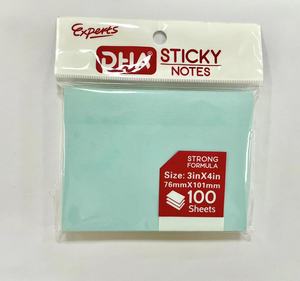 Experts
DHA STICKY
NOTES
STRONG
FORMULA
Size: 3inX4in
76mmX101mm
100
Sheets